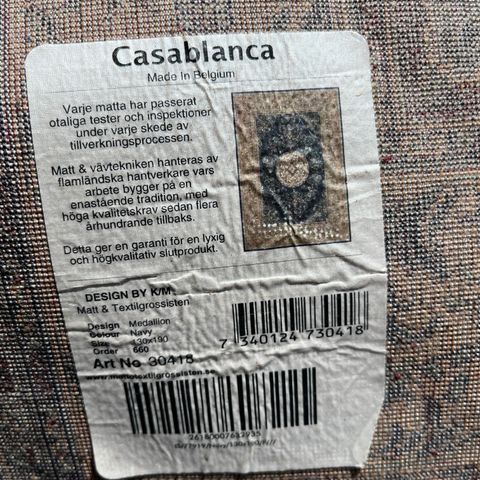 Casablanca
Made In Belgium
Varje matta har passerat
otaliga tester och inspektioner
under varje skede av
tillverkningsprocessen.
Matt & vävtekniken hanteras av
flamländska hantverkare vars
arbete bygger på en
enastående tradition, med
höga kvalitetskrav sedan flera
århundrande tillbaks.
Detta ger en garanti för en lyxig
och högkvalitativ slutprodukt.
DESIGN BY K/M
Matt & Textilgrossisten
Design Medallion
Colour Navy
Size 130x190
Order 660
Art No 30418
7 340124 730418
www.mattotextilgrossisten.se